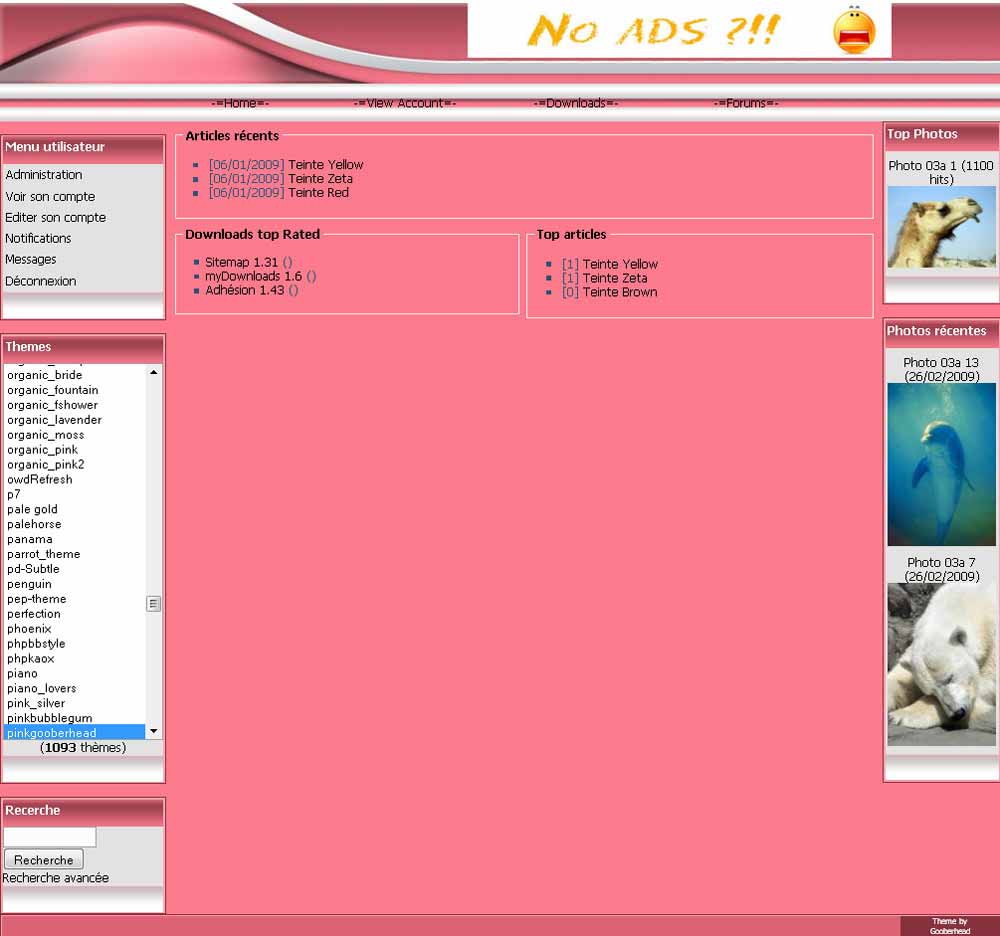 No ADS ?!!
-=Home=-
-=View Account=-
-=Downloads=-
-=Forums=-
Menu utilisateur
Administration
Voir son compte
Editer son compte
Notifications
Messages
Déconnexion
Themes
organic_bride
organic_fountain
organic_fshower
organic_lavender
organic_moss
organic_pink
organic_pink2
owdRefresh
p7
pale gold
palehorse
panama
parrot_theme
pd-Subtle
penguin
pep-theme
perfection
phoenix
phpbbstyle
phpkaox
piano
piano_lovers
pink_silver
pinkbubblegum
pinkgooberhead
(1093 thèmes)
Recerche
Recherche
Recherche avancée
Articles récents
[06/01/2009] Teinte Yellow
[06/01/2009] Teinte Zeta
[06/01/2009] Teinte Red
Downloads top Rated
Sitemap 1.31 ()
myDownloads 1.6 ()
Adhésion 1.43 ()
Top articles
[1] Teinte Yellow
[1] Teinte Zeta
[0] Teinte Brown
Top Photos
Photo 03a 1 (1100
hits)
Photos récentes
Photo 03a 13
(26/02/2009)
Photo 03a 7
(26/02/2009)
Theme by
Gooberhead